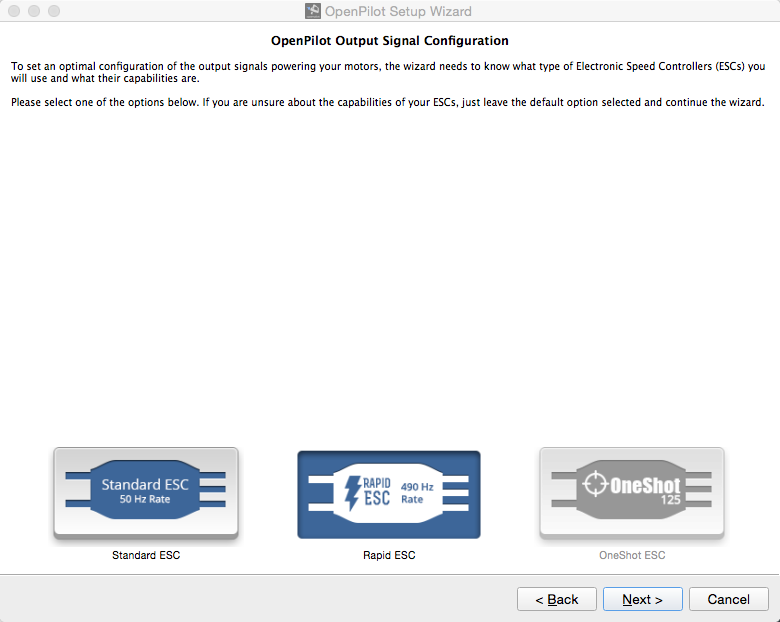 OpenPilot Setup Wizard
OpenPilot Output Signal Configuration
To set an optimal configuration of the output signals powering your motors, the wizard needs to know what type of Electronic Speed Controllers (ESCs) you
will use and what their capabilities are.
Please select one of the options below. If you are unsure about the capabilities of your ESCs, just leave the default option selected and continue the wizard.
Standard ESC
50 Hz Rate
RAPID
ESC
490 Hz
Rate
OneShot
125
Standard ESC
Rapid ESC
OneShot ESC
< Back
Next >
Cancel